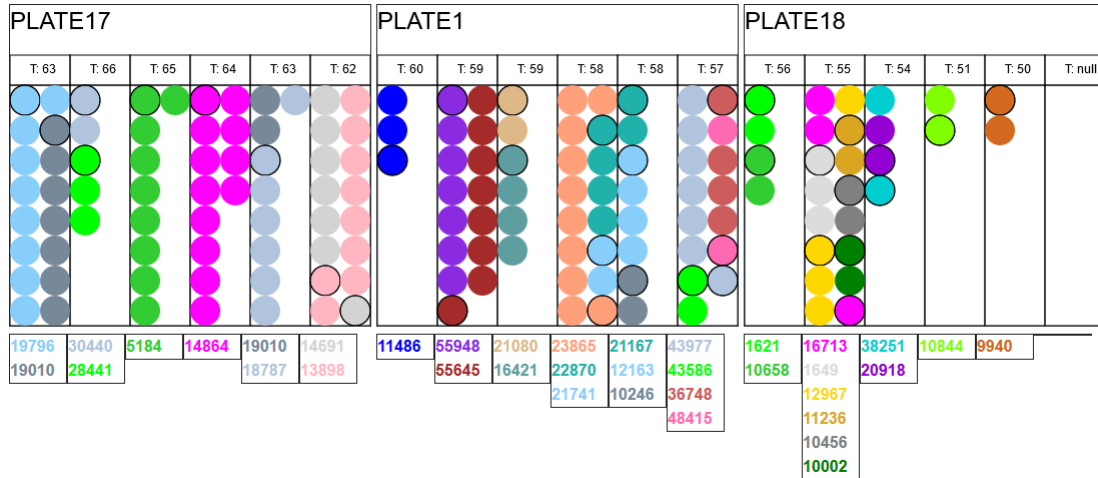 PLATE17 PLATE1 PLATE18
T: 63 T: 66 T: 65 T: 64 T: 63 T: 62 T: 60 T: 59 T: 59 T: 58 T: 58 T: 57 T: 56 T: 55 T: 54 T: 51 T: 50 T: null
19796 30440 5184 14864 19010 14691 11486 55948 21080 23865 21167 43977 1621 16713 38251 10844 9940
19010 28441 18787 13898 55645 16421 22870 12163 43586 10658 1649 20918
21741 10246 36748 12967
48415 11236
10456
10002